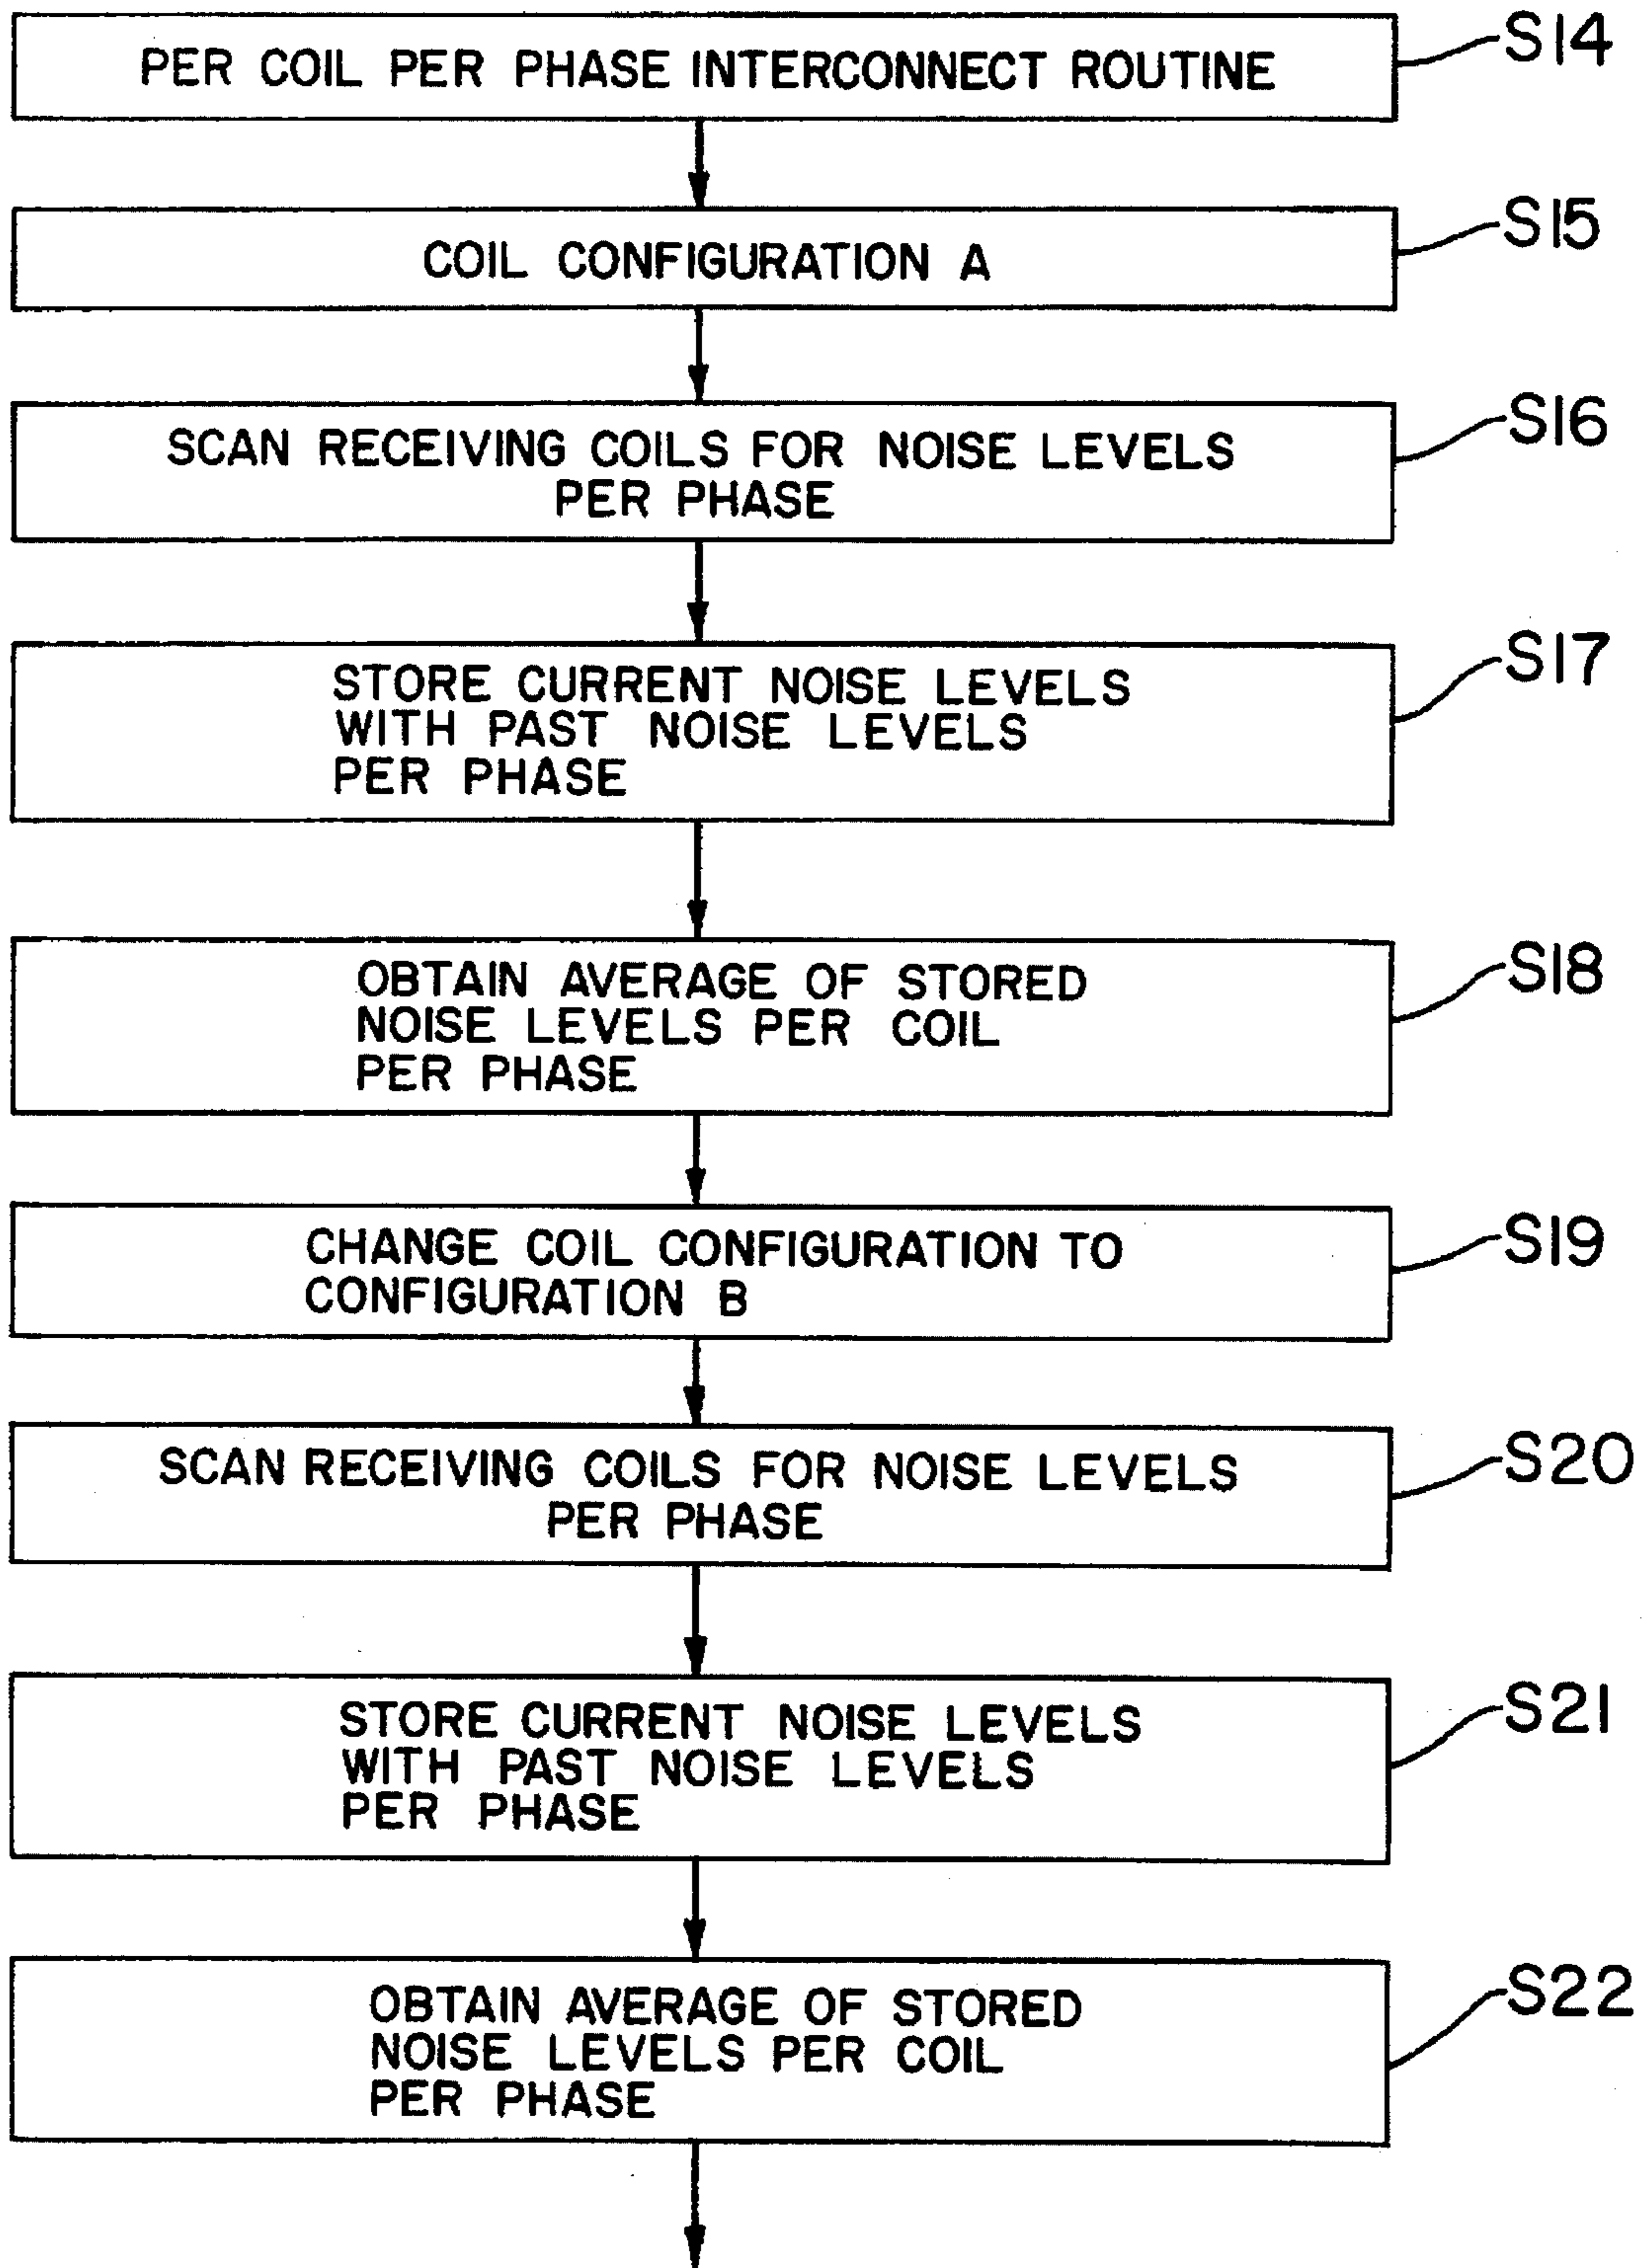 PER COIL PER PHASE INTERCONNECT ROUTINE
S14
COIL CONFIGURATION A
S15
SCAN RECEIVING COILS FOR NOISE LEVELS
PER PHASE
S16
STORE CURRENT NOISE LEVELS
WITH PAST NOISE LEVELS
PER PHASE
S17
OBTAIN AVERAGE OF STORED
NOISE LEVELS PER COIL
PER PHASE
S18
CHANGE COIL CONFIGURATION TO
CONFIGURATION B
S19
SCAN RECEIVING COILS FOR NOISE LEVELS
PER PHASE
S20
STORE CURRENT NOISE LEVELS
WITH PAST NOISE LEVELS
PER PHASE
S21
OBTAIN AVERAGE OF STORED
NOISE LEVELS PER COIL
PER PHASE
S22